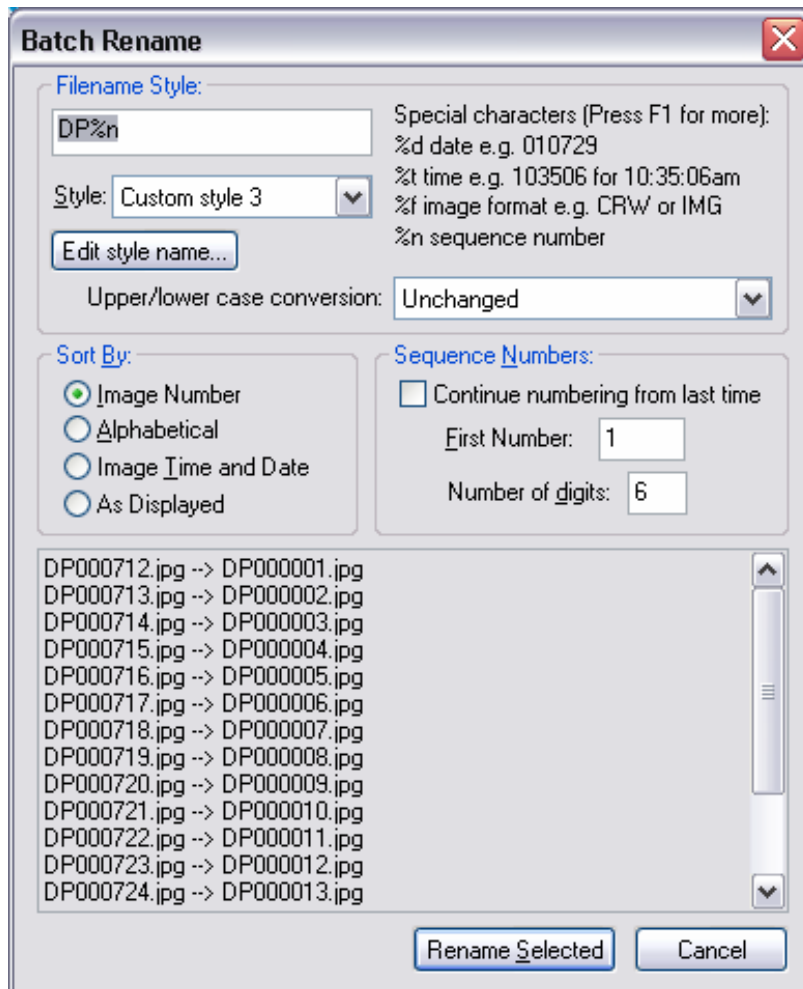 Batch Rename
Filename Style:
DP%n
Special characters (Press F1 for more):
%d date e.g. 010729
%t time e.g. 103506 for 10:35:06am
%f image format e.g. CRW or IMG
%n sequence number
Style: Custom style 3
Edit style name...
Upper/lower case conversion: Unchanged
Sort By:
Image Number
Alphabetical
Image Time and Date
As Displayed
Sequence Numbers:
Continue numbering from last time
First Number: 1
Number of digits: 6
DP000712.jpg --> DP000001.jpg
DP000713.jpg --> DP000002.jpg
DP000714.jpg --> DP000003.jpg
DP000715.jpg --> DP000004.jpg
DP000716.jpg --> DP000005.jpg
DP000717.jpg --> DP000006.jpg
DP000718.jpg --> DP000007.jpg
DP000719.jpg --> DP000008.jpg
DP000720.jpg --> DP000009.jpg
DP000721.jpg --> DP000010.jpg
DP000722.jpg --> DP000011.jpg
DP000723.jpg --> DP000012.jpg
DP000724.jpg --> DP000013.jpg
Rename Selected
Cancel